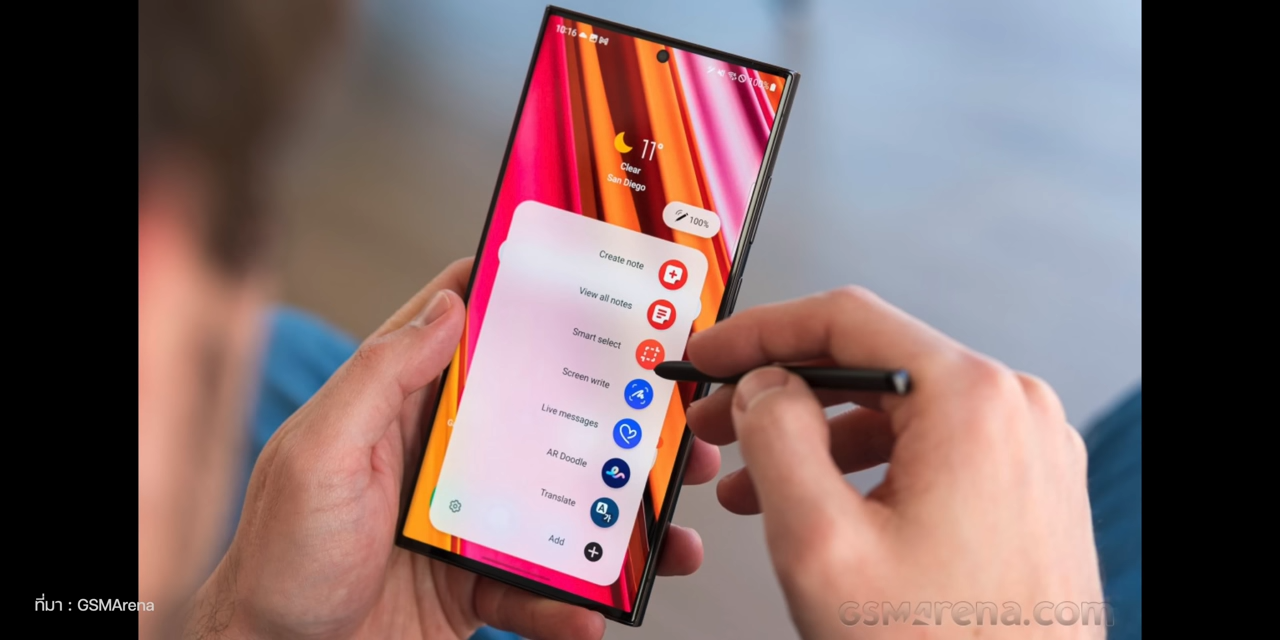 10:16
100%
11°
Clear
San Diego
100%
Create note
View all notes
Smart select
Screen write
Live messages
AR Doodle
Translate
Add
ที่มา : GSMArena
GSMArena.com